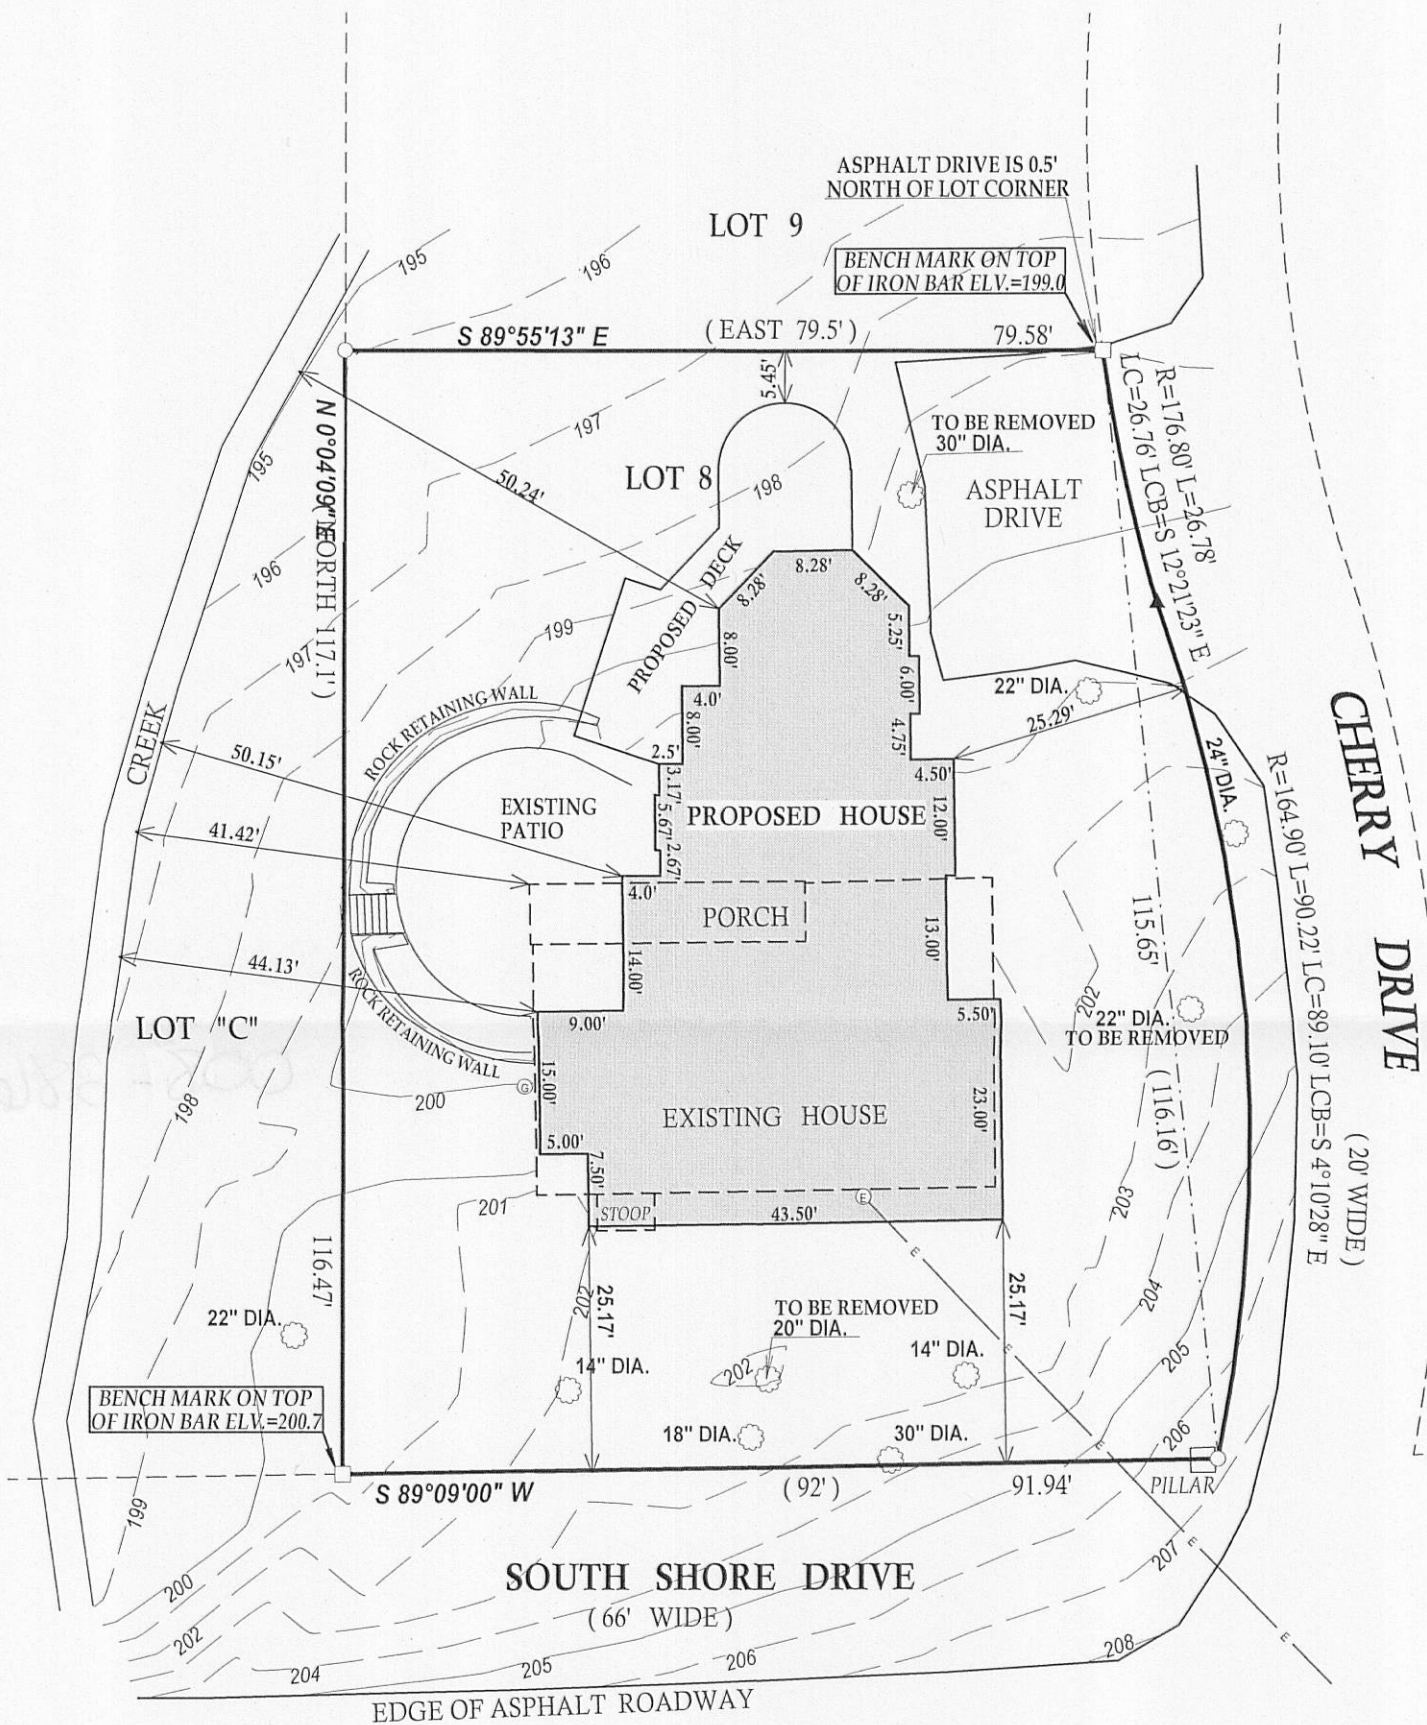 ASPHALT DRIVE IS 0.5'
NORTH OF LOT CORNER
LOT 9
BENCH MARK ON TOP
OF IRON BAR ELV.=199.0
195
196
S 89°55'13" E
( EAST 79.5' )
79.58'
5.45'
R=176.80' L=26.78'
LC=26.76' LCB=S 12°21'23" E
TO BE REMOVED
30" DIA.
ASPHALT
DRIVE
LOT 8
197
198
50.24'
195
( NORTH 117.1' )
196
197
199
PROPOSED DECK
8.28'
8.28'
8.28'
5.25'
8.00'
6.00'
4.0'
8.00'
4.75'
22" DIA.
25.29'
ROCK RETAINING WALL
CREEK
50.15'
2.5'
3.17'
4.50'
24" DIA.
EXISTING
PATIO
5.67'
PROPOSED HOUSE
12.00'
2.67'
41.42'
4.0'
PORCH
13.00'
14.00'
115.65'
CHERRY DRIVE
( 20' WIDE )
R=164.90' L=90.22' LC=89.10' LCB=S 4°10'28" E
44.13'
LOT "C"
ROCK RETAINING WALL
9.00'
5.50'
202
22" DIA.
TO BE REMOVED
G
15.00'
200
198
EXISTING HOUSE
23.00'
( 116.16' )
5.00'
7.50'
201
STOOP
43.50'
E
203
116.47'
202
25.17'
25.17'
E
204
22" DIA.
TO BE REMOVED
20" DIA.
14" DIA.
202
14" DIA.
205
E
BENCH MARK ON TOP
OF IRON BAR ELV.=200.7
18" DIA.
30" DIA.
206
E
S 89°09'00" W
( 92' )
91.94'
PILLAR
199
E
207
SOUTH SHORE DRIVE
( 66' WIDE )
200
202
204
205
206
208
E
EDGE OF ASPHALT ROADWAY